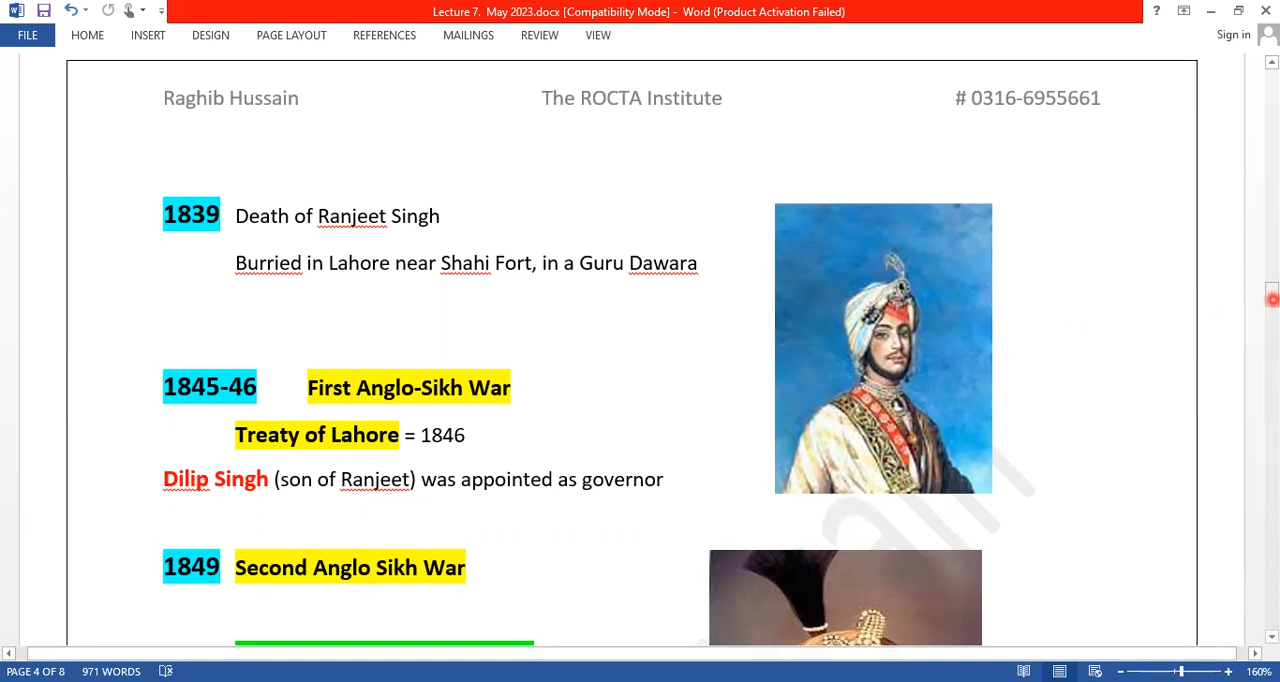 Lecture 7.  May 2023.docx [Compatibility Mode] -  Word (Product Activation Failed)
FILE HOME INSERT DESIGN PAGE LAYOUT REFERENCES MAILINGS REVIEW VIEW Sign in
Raghib Hussain The ROCTA Institute # 0316-6955661
1839 Death of Ranjeet Singh
Burried in Lahore near Shahi Fort, in a Guru Dawara
1845-46 First Anglo-Sikh War
Treaty of Lahore = 1846
Dilip Singh (son of Ranjeet) was appointed as governor
1849 Second Anglo Sikh War
PAGE 4 OF 8 971 WORDS 160%